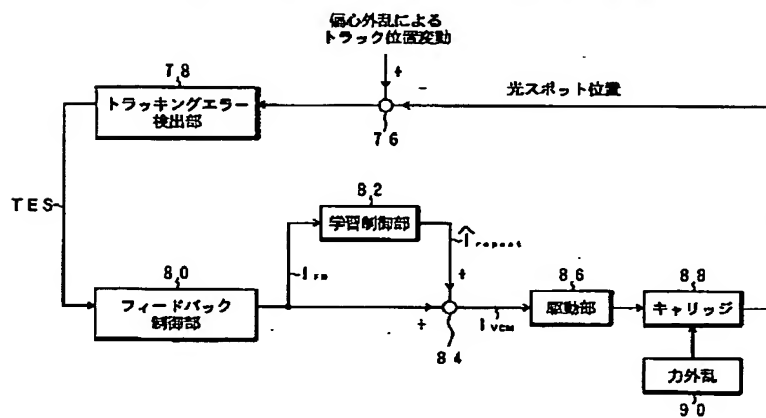 偏心外乱による
トラック位置変動
+
78
トラッキングエラー
検出部
-
光スポット位置
76
TES
82
学習制御部
Î repeat
80
フィードバック
制御部
I FB
+
+
84
I VCM
86
駆動部
88
キャリッジ
力外乱
90